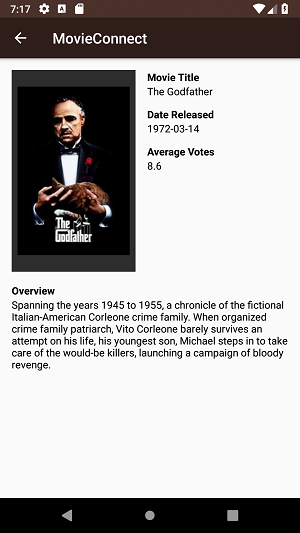 7:17
MovieConnect
Movie Title
The Godfather
Date Released
1972-03-14
Average Votes
8.6
The
Godfather
Overview
Spanning the years 1945 to 1955, a chronicle of the fictional
Italian-American Corleone crime family. When organized
crime family patriarch, Vito Corleone barely survives an
attempt on his life, his youngest son, Michael steps in to take
care of the would-be killers, launching a campaign of bloody
revenge.